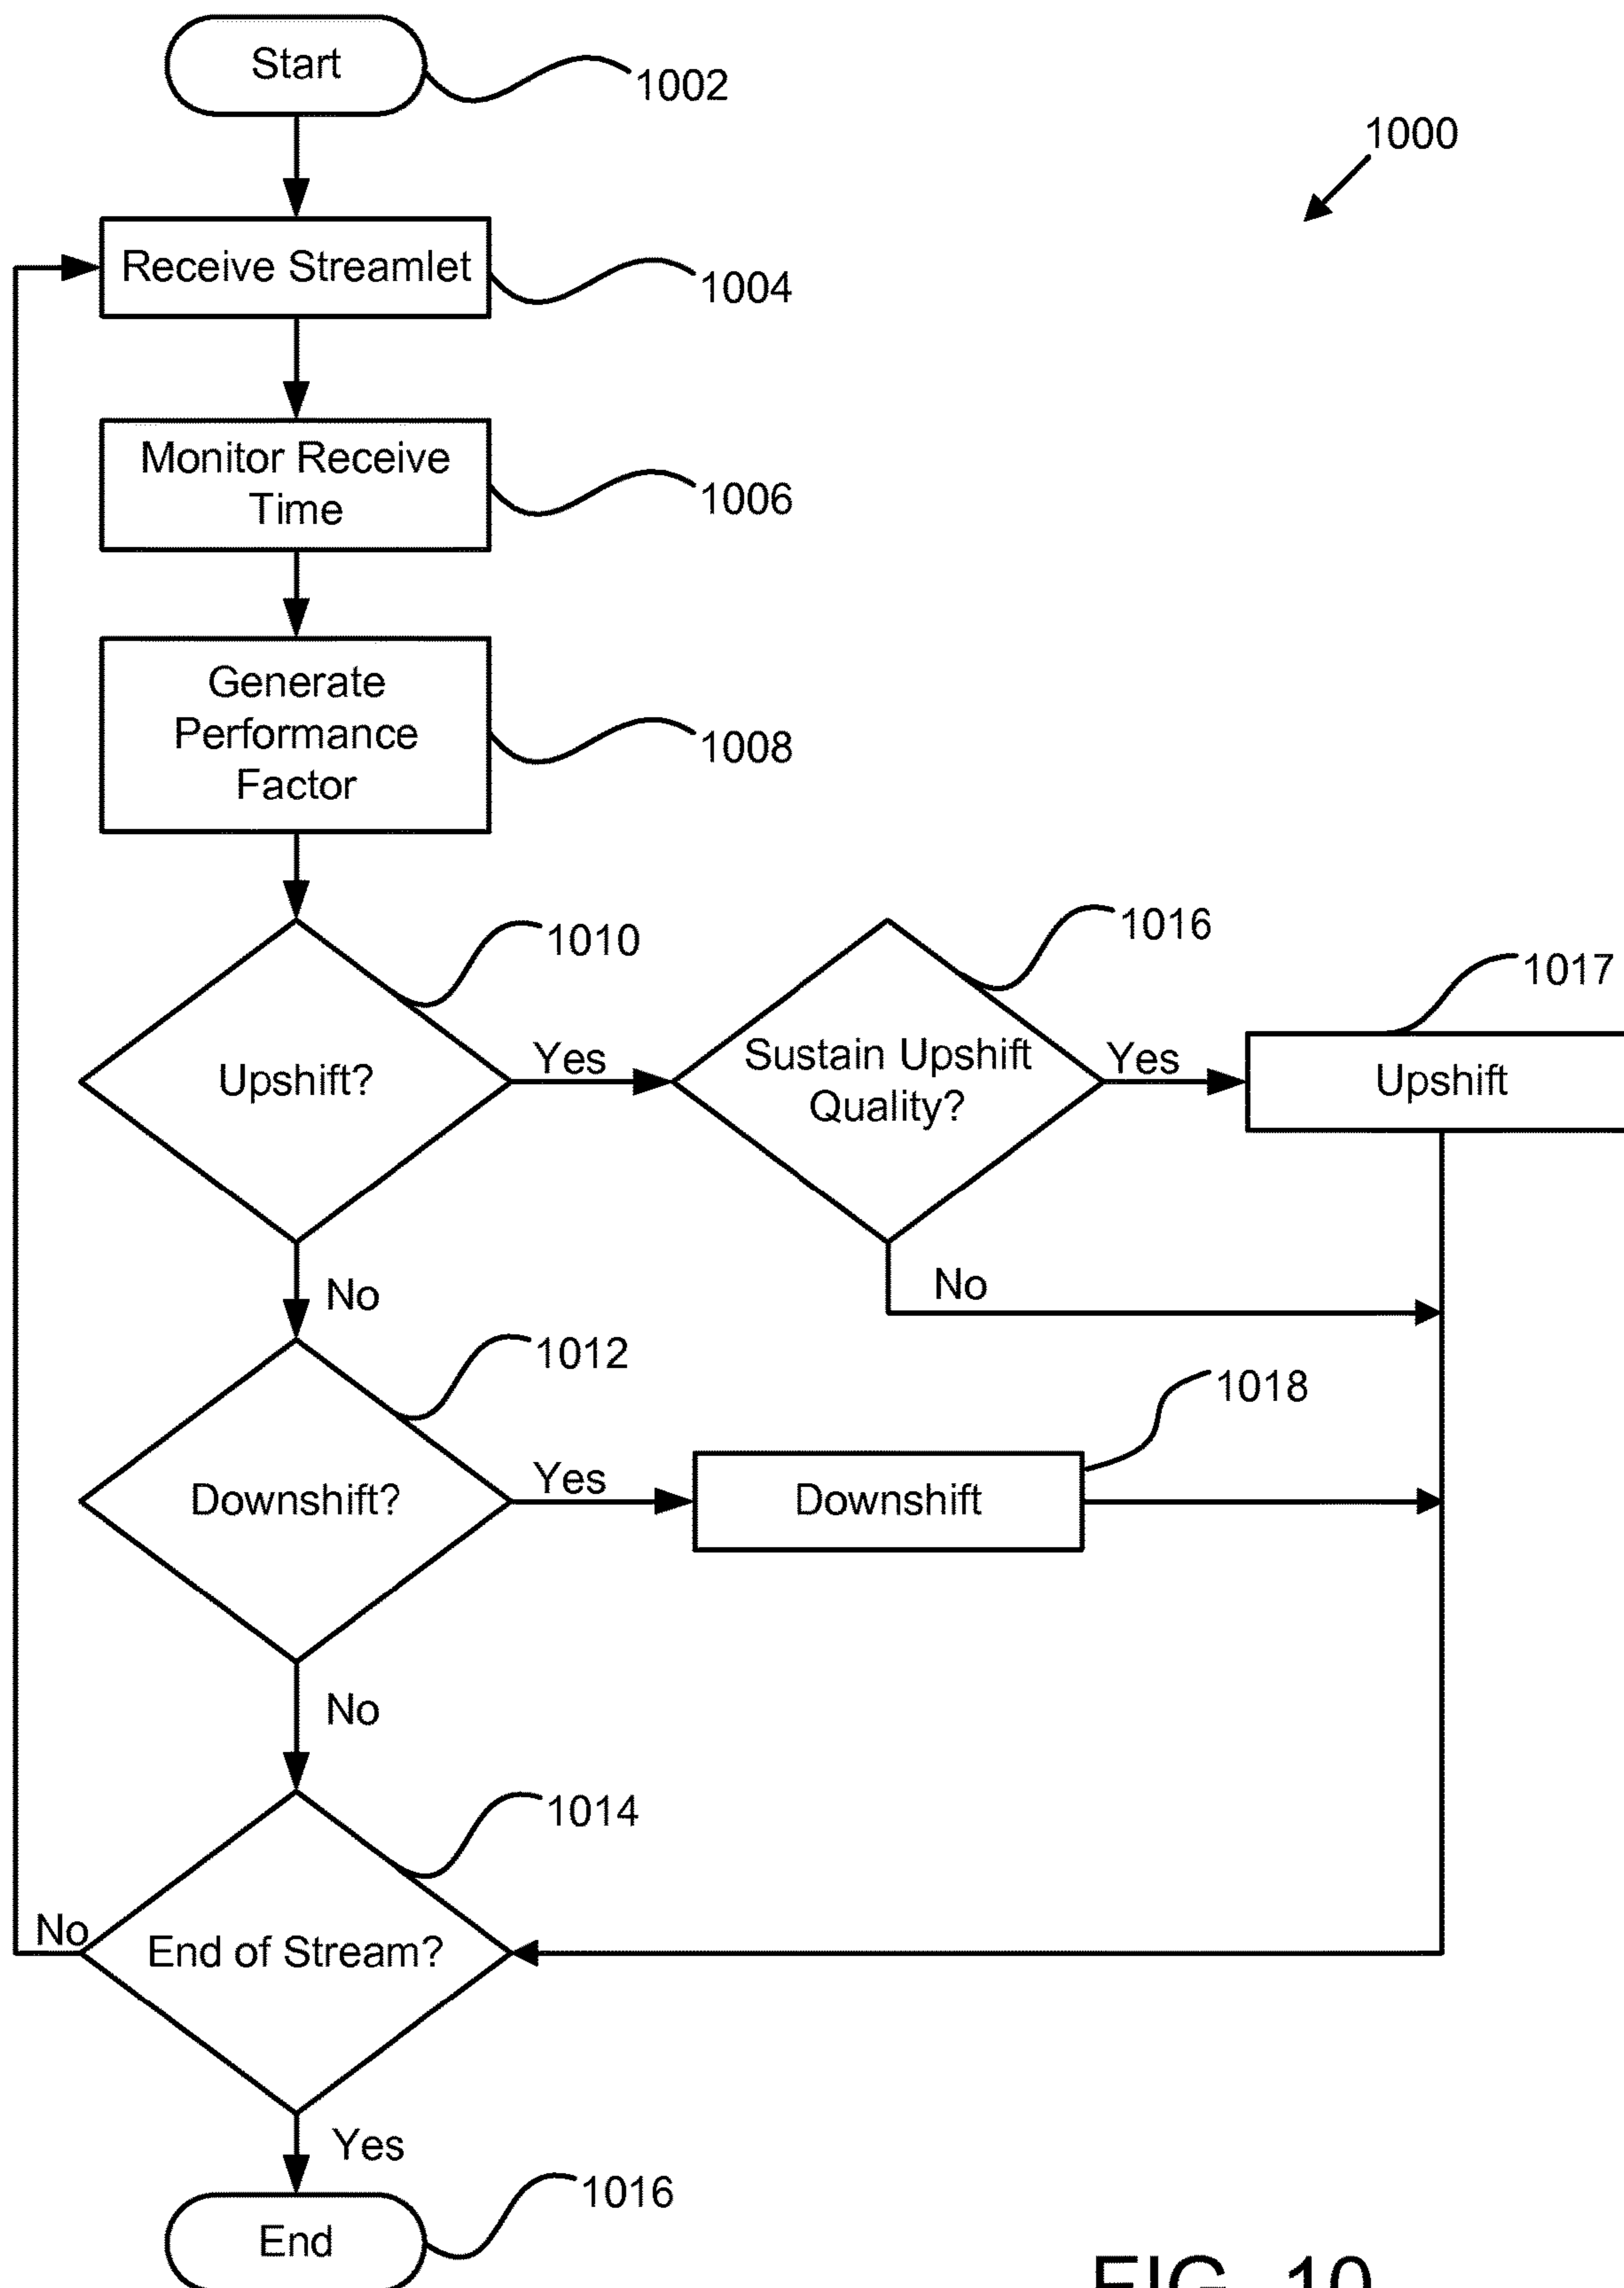 Start
1002
1000
Receive Streamlet
1004
Monitor Receive
Time
1006
Generate
Performance
Factor
1008
1010
1016
1017
Upshift?
Yes
Sustain Upshift
Quality?
Yes
Upshift
No
No
1012
1018
Downshift?
Yes
Downshift
No
1014
No
End of Stream?
Yes
1016
End
FIG. 10